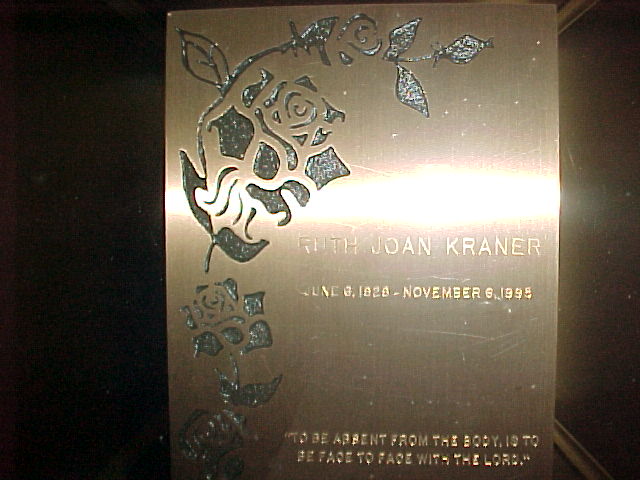 RUTH JOAN KRANER
JUNE 6, 1928 - NOVEMBER 6, 1995
"TO BE ABSENT FROM THE BODY, IS TO
BE FACE TO FACE WITH THE LORD."